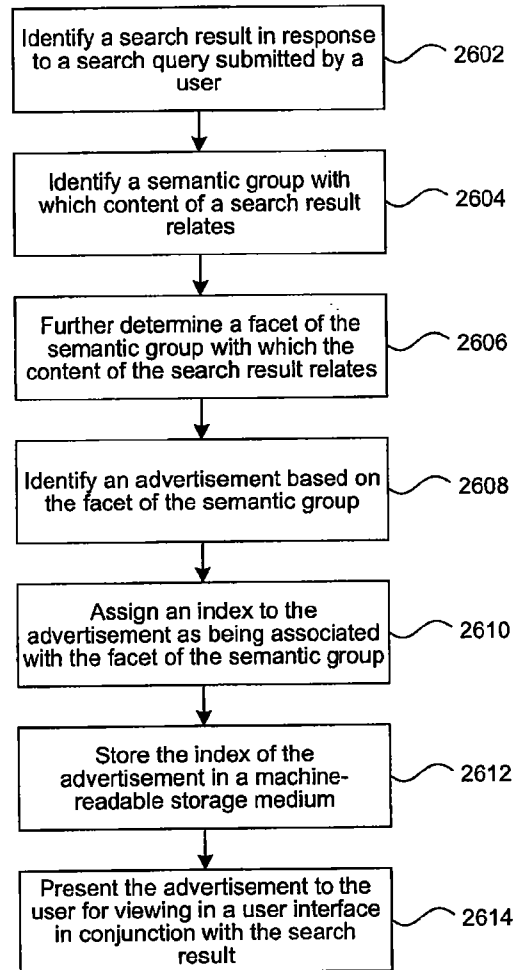 Identify a search result in response
to a search query submitted by a
user
2602
Identify a semantic group with
which content of a search result
relates
2604
Further determine a facet of the
semantic group with which the
content of the search result relates
2606
Identify an advertisement based on
the facet of the semantic group
2608
Assign an index to the
advertisement as being associated
with the facet of the semantic group
2610
Store the index of the
advertisement in a machine-
readable storage medium
2612
Present the advertisement to the
user for viewing in a user interface
in conjunction with the search
result
2614